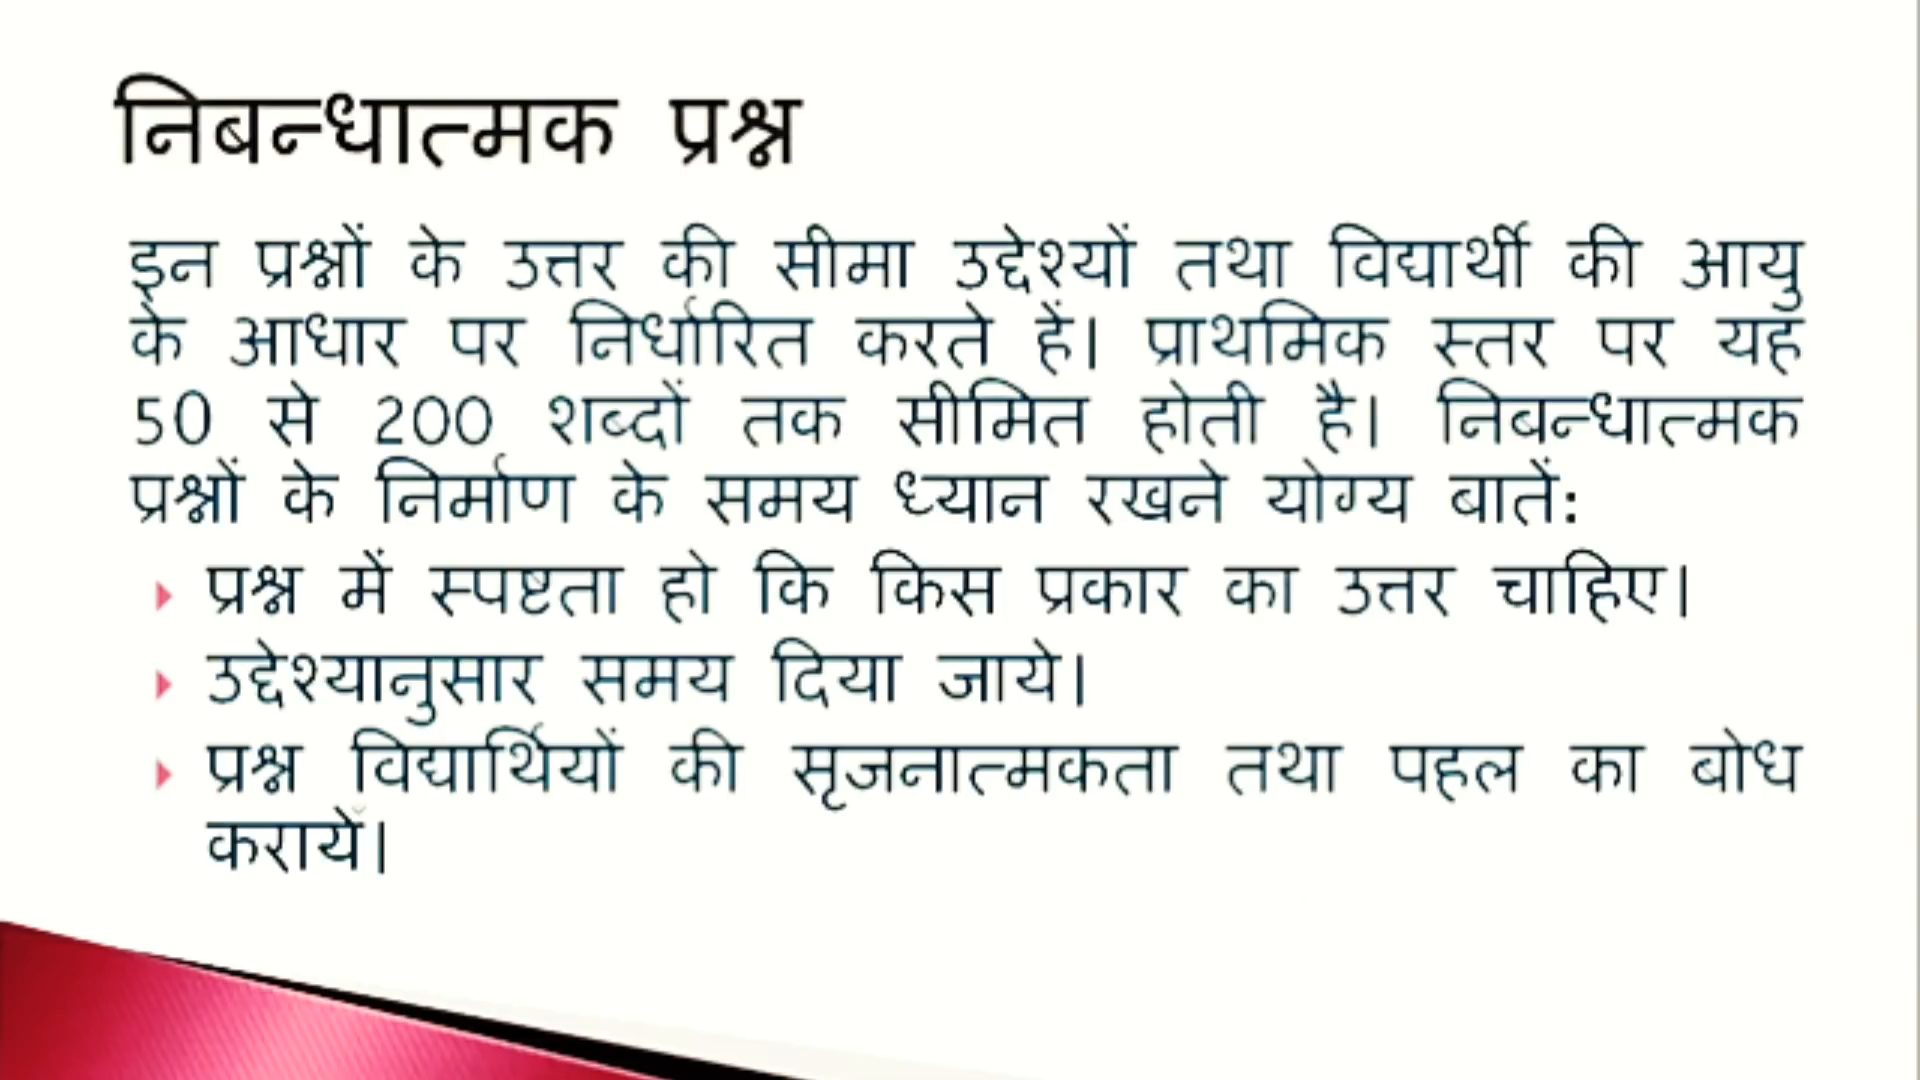 निबन्धात्मक प्रश्न
इन प्रश्नों के उत्तर की सीमा उद्देश्यों तथा विद्यार्थी की आयु
के आधार पर निर्धारित करते हें। प्राथमिक स्तर पर यह
50 से 200 शब्दों तक सीमित होती है। निबन्धात्मक
प्रश्नों के निर्माण के समय ध्यान रखने योग्य बातें:
प्रश्न में स्पष्टता हो कि किस प्रकार का उत्तर चाहिए।
उद्देश्यानुसार समय दिया जाये।
प्रश्न विद्यार्थियों की सृजनात्मकता तथा पहल का बोध
करायें।